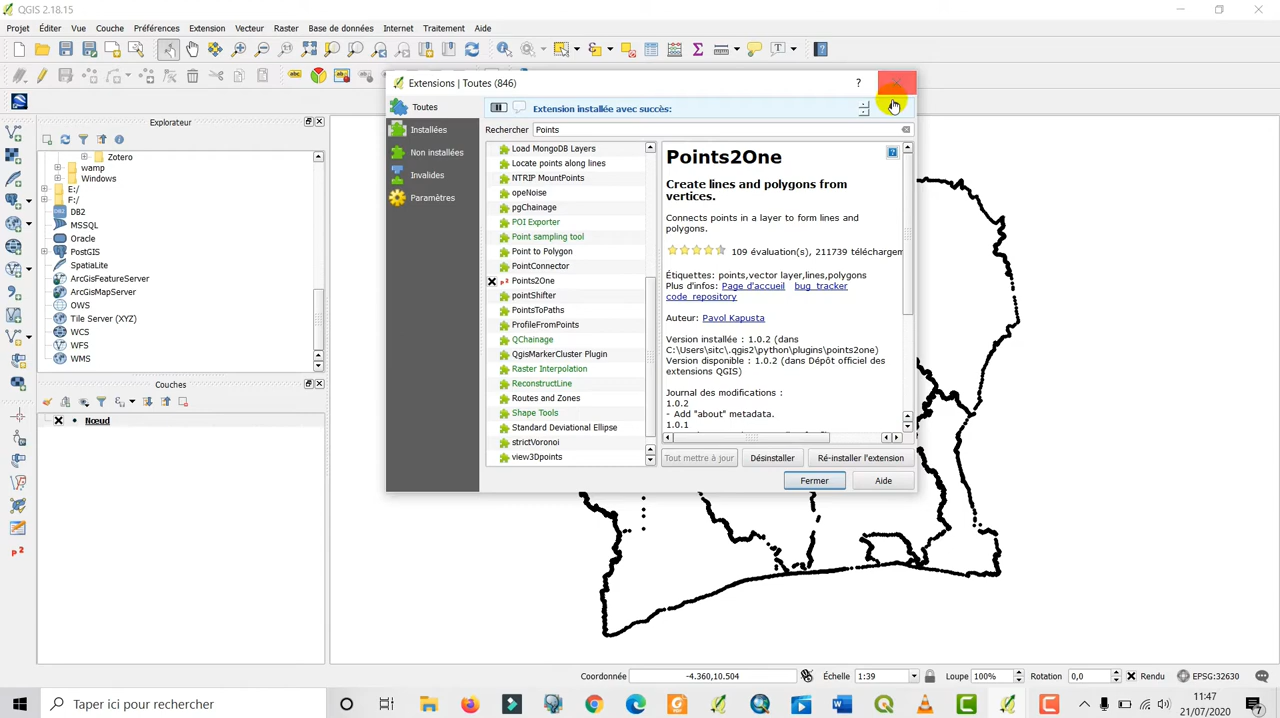 QGIS 2.18.15
Projet Éditer Vue Couche Préférences Extension Vecteur Raster Base de données Internet Traitement Aide
abc
Explorateur
Zotero
wamp
Windows
E:/
F:/
DB2
MSSQL
Oracle
PostGIS
SpatiaLite
ArcGisFeatureServer
ArcGisMapServer
OWS
Tile Server (XYZ)
WCS
WFS
WMS
Couches
Nœud
Extensions | Toutes (846)
?
Toutes
Installées
Non installées
Invalides
Paramètres
Extension installée avec succès:
Rechercher Points
Load MongoDB Layers
Locate points along lines
NTRIP MountPoints
opeNoise
pgChainage
POI Exporter
Point sampling tool
Point to Polygon
PointConnector
Points2One
pointShifter
PointsToPaths
ProfileFromPoints
QChainage
QgisMarkerCluster Plugin
Raster Interpolation
ReconstructLine
Routes and Zones
Shape Tools
Standard Deviational Ellipse
strictVoronoi
view3Dpoints
Points2One
Create lines and polygons from
vertices.
Connects points in a layer to form lines and
polygons.
109 évaluation(s), 211739 téléchargem
Étiquettes: points,vector layer,lines,polygons
Plus d'infos: Page d'accueil bug tracker
code repository
Auteur: Pavol Kapusta
Version installée : 1.0.2 (dans
C:\Users\sitc\.qgis2\python\plugins\points2one)
Version disponible : 1.0.2 (dans Dépôt officiel des
extensions QGIS)
Journal des modifications :
1.0.2
- Add "about" metadata.
1.0.1
Tout mettre à jour Désinstaller Ré-installer l'extension
Fermer Aide
Coordonnée -4.360,10.504 Échelle 1:39 Loupe 100% Rotation 0,0 Rendu EPSG:32630
Taper ici pour rechercher
11:47
21/07/2020
7